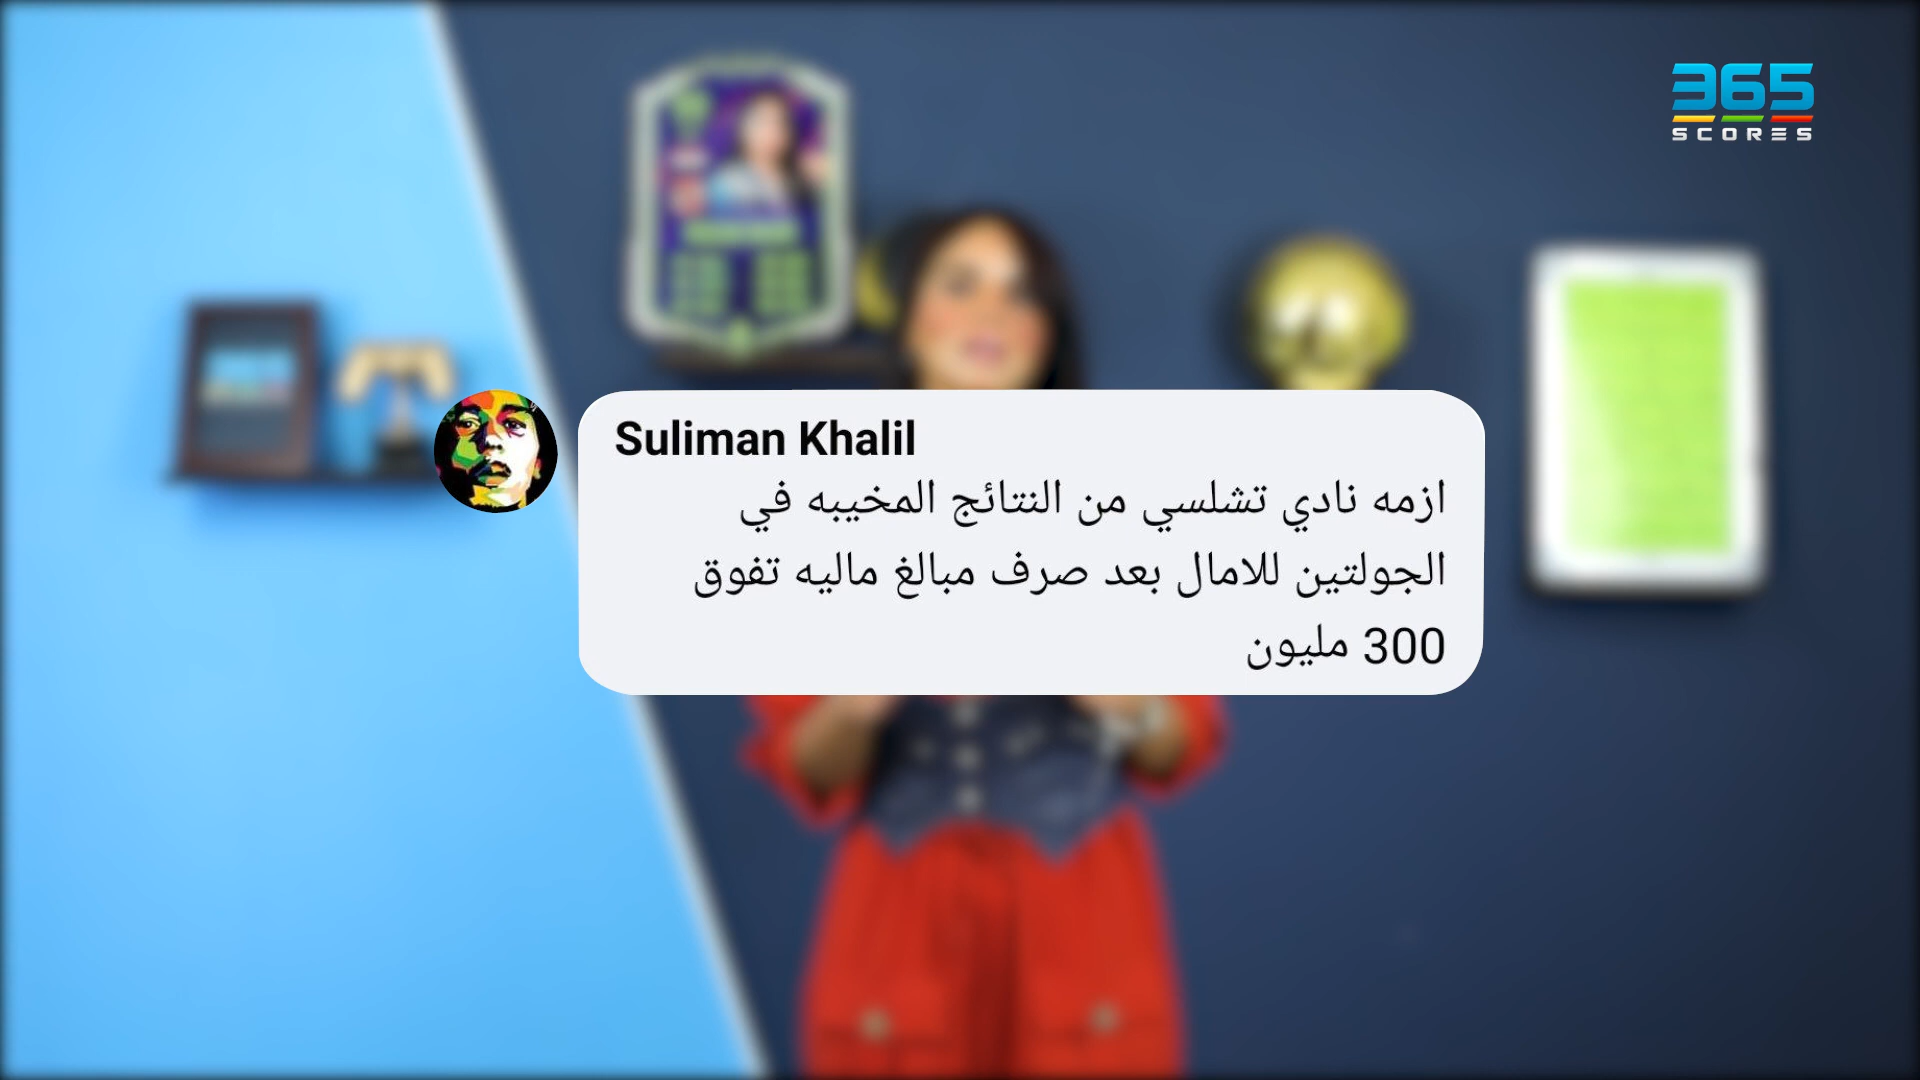 365
SCORES
Suliman Khalil
ازمه نادي تشلسي من النتائج المخيبه في
الجولتين للامال بعد صرف مبالغ ماليه تفوق
300 مليون